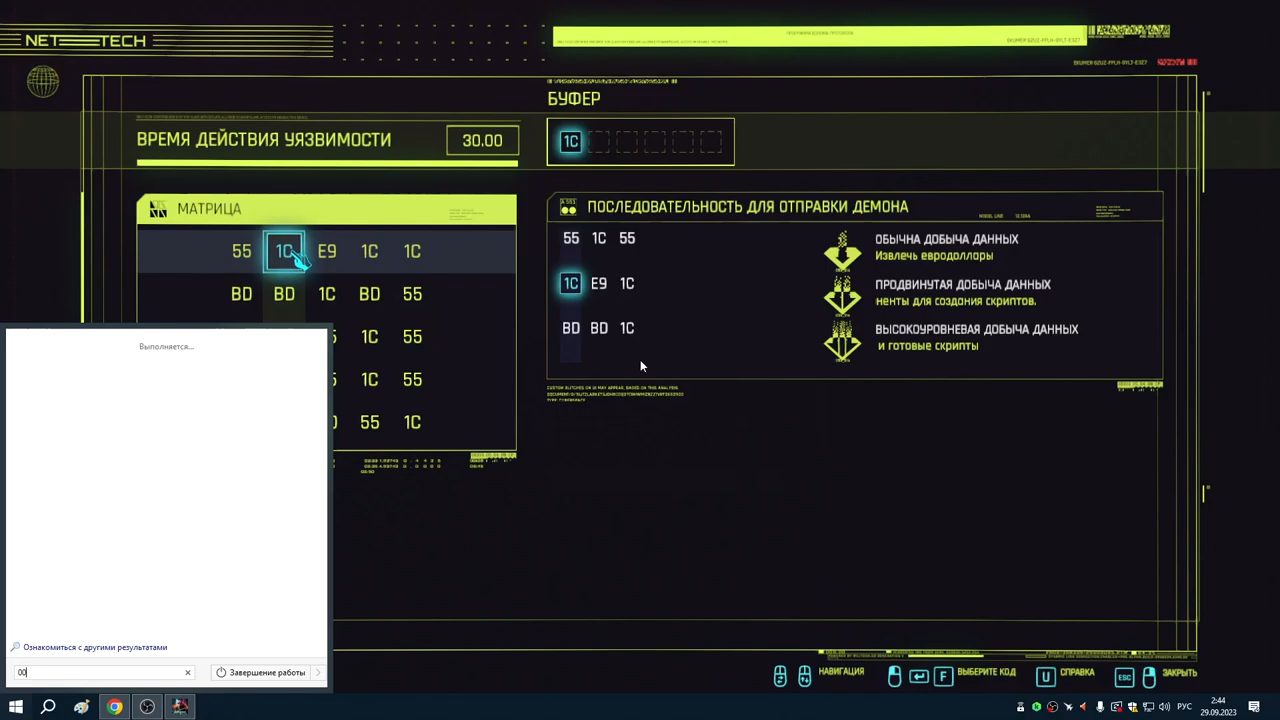 NET TECH
БУФЕР
ВРЕМЯ ДЕЙСТВИЯ УЯЗВИМОСТИ
30.00
1C
МАТРИЦА
55 1C E9 1C 1C
BD BD 1C BD 55
1C 55
1C 55
55 1C
ПОСЛЕДОВАТЕЛЬНОСТЬ ДЛЯ ОТПРАВКИ ДЕМОНА
55 1C 55
ОБЫЧНА ДОБЫЧА ДАННЫХ
Извлечь евродоллары
1C E9 1C
ПРОДВИНУТАЯ ДОБЫЧА ДАННЫХ
ненты для создания скриптов.
BD BD 1C
ВЫСОКОУРОВНЕВАЯ ДОБЫЧА ДАННЫХ
и готовые скрипты
Выполняется...
Ознакомиться с другими результатами
00
Завершение работы
НАВИГАЦИЯ
F ВЫБЕРИТЕ КОД
U СПРАВКА
ESC ЗАКРЫТЬ
РУС
2:44
29.09.2023